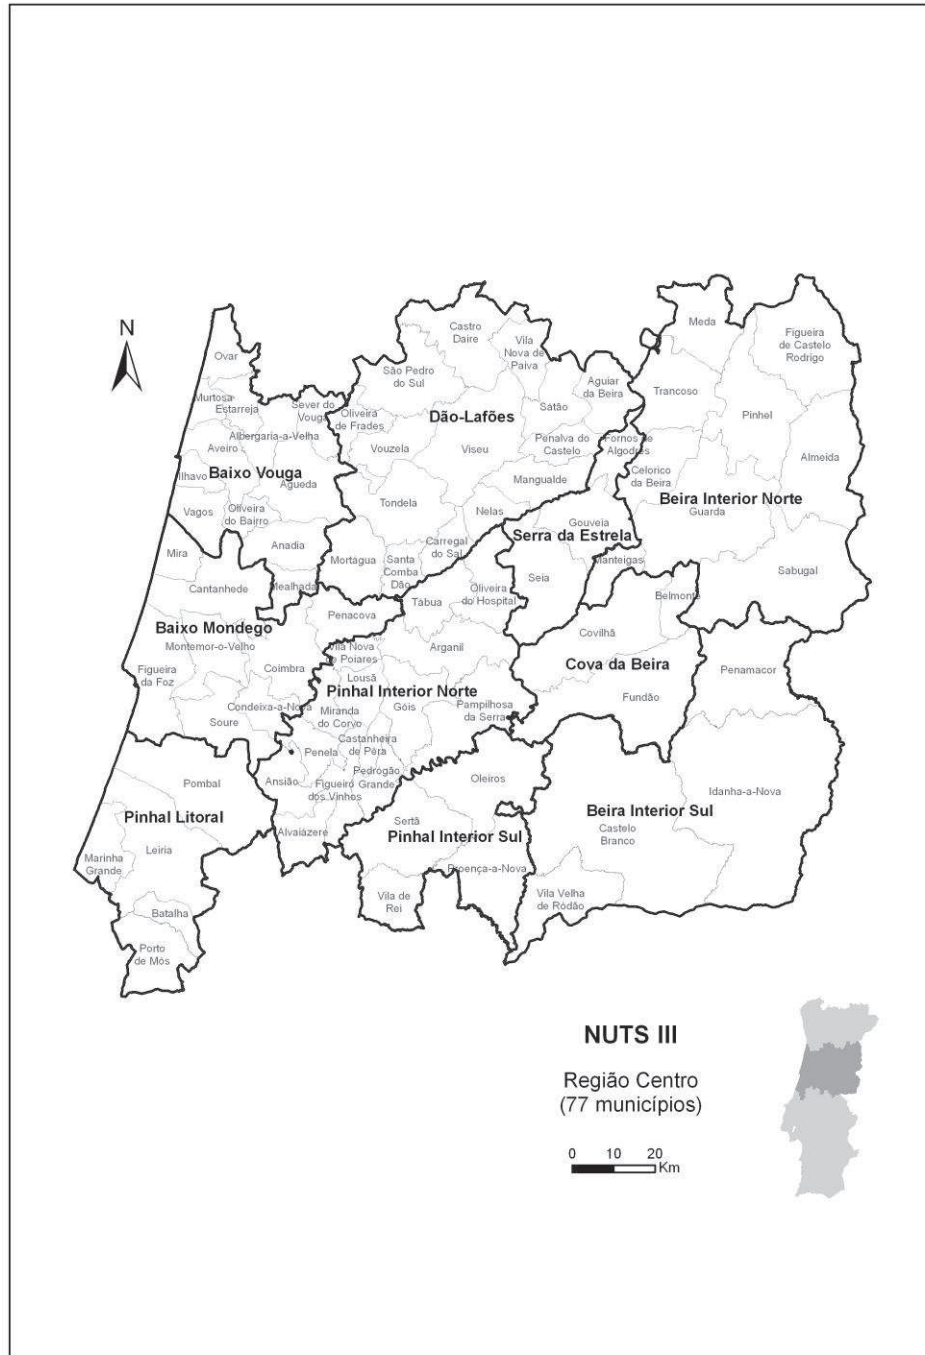 N
Meda
Castro
Daire
Figueira
de Castelo
Rodrigo
Ovar
Vila
Nova de
Paiva
São Pedro
do Sul
Aguiar
da Beira
Trancoso
Murtosa
Estarreja
Sever do
Vouga
Oliveira
de Frades
Dão-Lafões
Sátão
Pinhel
Albergaria-a-Velha
Aveiro
Vouzela
Viseu
Penalva do
Castelo
Fornos de
Algodres
Almeida
Baixo Vouga
Ílhavo
Águeda
Mangualde
Celorico
da Beira
Beira Interior Norte
Guarda
Vagos
Oliveira
do Bairro
Tondela
Nelas
Gouveia
Serra da Estrela
Anadia
Mira
Mortágua
Santa
Comba
Dão
Carregal
do Sal
Manteigas
Sabugal
Cantanhede
Mealhada
Seia
Oliveira
do Hospital
Tábua
Belmonte
Penacova
Baixo Mondego
Montemor-o-Velho
Covilhã
Vila Nova
de Poiares
Arganil
Cova da Beira
Penamacor
Figueira
da Foz
Coimbra
Lousã
Pinhal Interior Norte
Fundão
Condeixa-a-Nova
Soure
Miranda
do Corvo
Góis
Pampilhosa
da Serra
Castanheira
de Pêra
Penela
Pombal
Ansião
Figueiró
dos Vinhos
Pedrogão
Grande
Oleiros
Idanha-a-Nova
Pinhal Litoral
Alvaiázere
Sertã
Pinhal Interior Sul
Beira Interior Sul
Castelo
Branco
Leiria
Marinha
Grande
Proença-a-Nova
Vila de
Rei
Vila Velha
de Ródão
Batalha
Porto
de Mós
NUTS III
Região Centro
(77 municípios)
0 10 20
Km